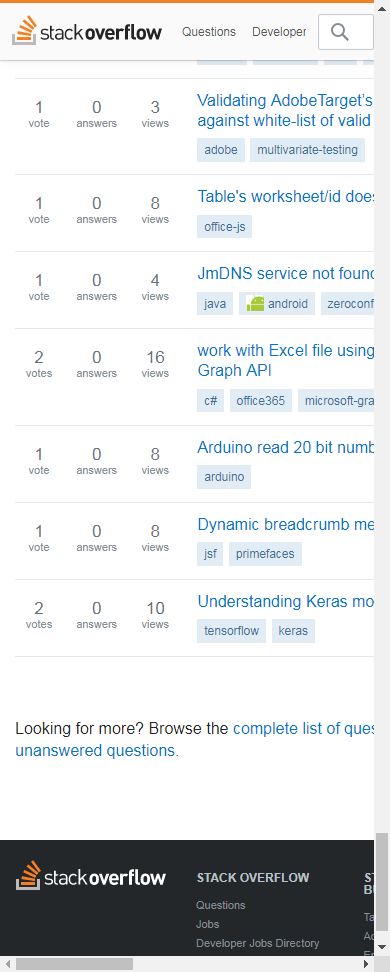 stackoverflow Questions Developer
1 0 3 Validating AdobeTarget's
vote answers views against white-list of valid
adobe multivariate-testing
1 0 8 Table's worksheet/id does
vote answers views
office-js
1 0 4 JmDNS service not found
vote answers views
java android zeroconf
2 0 16 work with Excel file using
votes answers views Graph API
c# office365 microsoft-gra
1 0 8 Arduino read 20 bit numb
vote answers views
arduino
1 0 8 Dynamic breadcrumb me
vote answers views
jsf primefaces
2 0 10 Understanding Keras mo
votes answers views
tensorflow keras
Looking for more? Browse the complete list of ques
unanswered questions.
stackoverflow STACK OVERFLOW
Questions
Jobs
Developer Jobs Directory